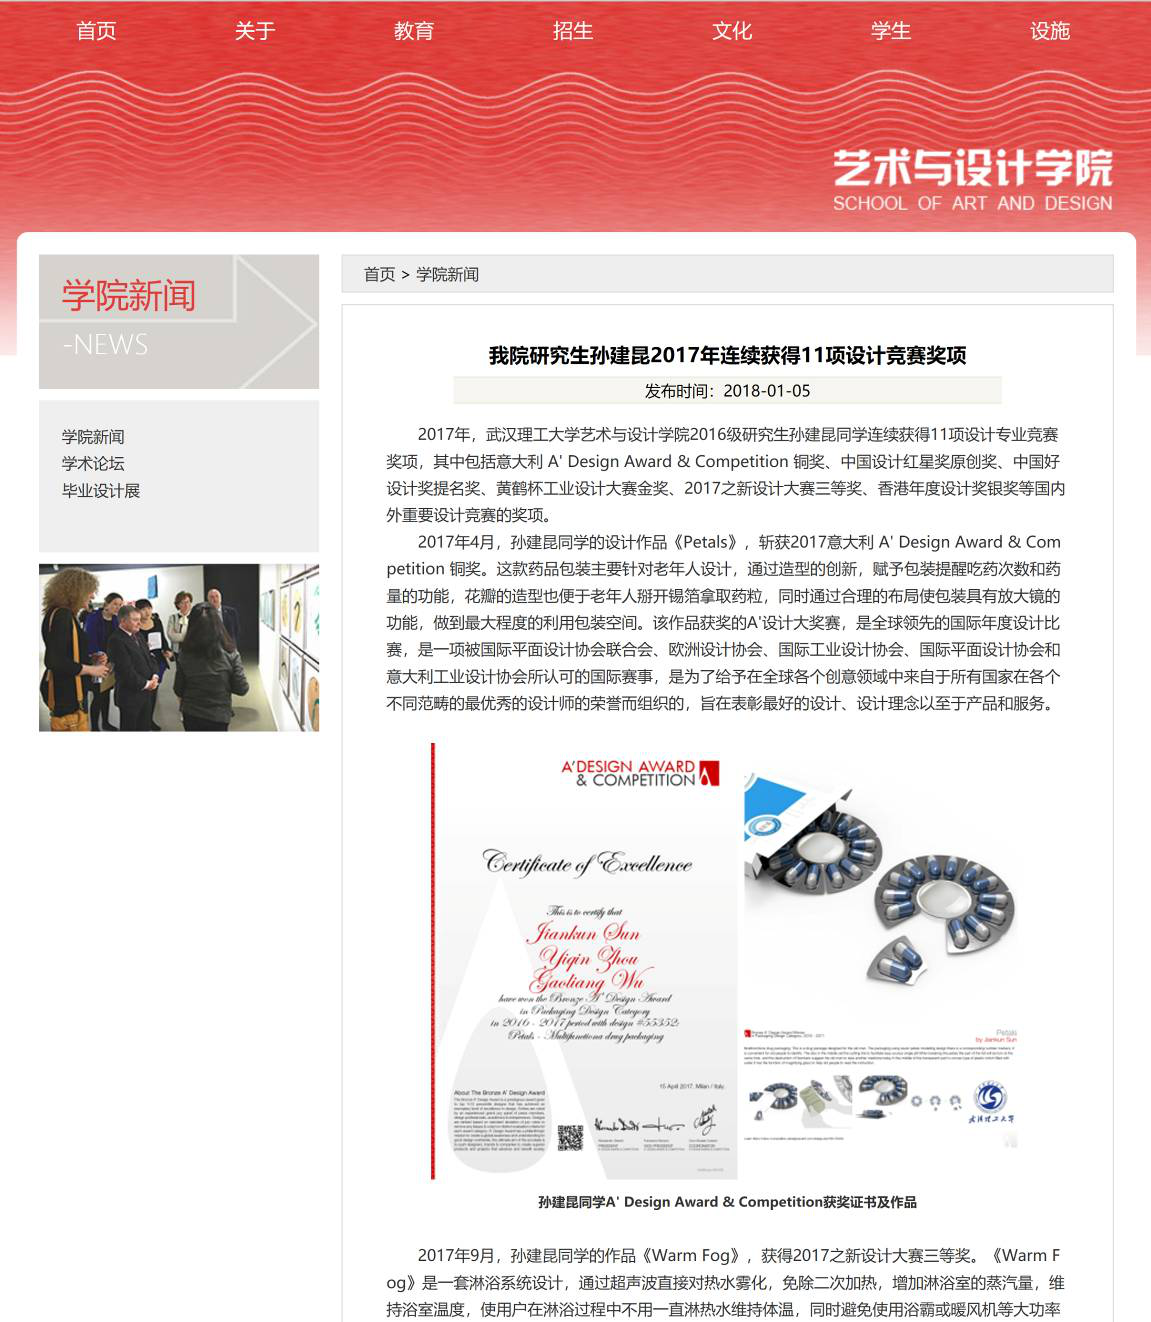 首页
关于
教育
招生
文化
学生
设施
艺术与设计学院
SCHOOL OF ART AND DESIGN
学院新闻
-NEWS
学院新闻
学术论坛
毕业设计展
首页 > 学院新闻
我院研究生孙建昆2017年连续获得11项设计竞赛奖项
发布时间：2018-01-05
2017年，武汉理工大学艺术与设计学院2016级研究生孙建昆同学连续获得11项设计专业竞赛
奖项，其中包括意大利 A' Design Award & Competition 铜奖、中国设计红星奖原创奖、中国好
设计奖提名奖、黄鹤杯工业设计大赛金奖、2017之新设计大赛三等奖、香港年度设计奖银奖等国内
外重要设计竞赛的奖项。
2017年4月，孙建昆同学的设计作品《Petals》，斩获2017意大利 A' Design Award & Com
petition 铜奖。这款药品包装主要针对老年人设计，通过造型的创新，赋予包装提醒吃药次数和药
量的功能，花瓣的造型也便于老年人掰开锡箔拿取药粒，同时通过合理的布局使包装具有放大镜的
功能，做到最大程度的利用包装空间。该作品获奖的A'设计大奖赛，是全球领先的国际年度设计比
赛，是一项被国际平面设计协会联合会、欧洲设计协会、国际工业设计协会、国际平面设计协会和
意大利工业设计协会所认可的国际赛事，是为了给予在全球各个创意领域中来自于所有国家在各个
不同范畴的最优秀的设计师的荣誉而组织的，旨在表彰最好的设计、设计理念以至于产品和服务。
A'DESIGN AWARD
& COMPETITION
Certificate of Excellence
This is to certify that
Jiankun Sun
Yiqin Zhou
Gaoliang Wu
have won the Bronze A' Design Award
in Packaging Design Category
in 2016 - 2017 period with design #55352:
Petals - Multifunctiona drug packaging
15 April 2017, Milan / Italy.
About The Bronze A' Design Award
Petals
by Jiankun Sun
武汉理工大学
孙建昆同学A' Design Award & Competition获奖证书及作品
2017年9月，孙建昆同学的作品《Warm Fog》，获得2017之新设计大赛三等奖。《Warm F
og》是一套淋浴系统设计，通过超声波直接对热水雾化，免除二次加热，增加淋浴室的蒸汽量，维
持浴室温度，使用户在淋浴过程中不用一直淋热水维持体温，同时避免使用浴霸或暖风机等大功率